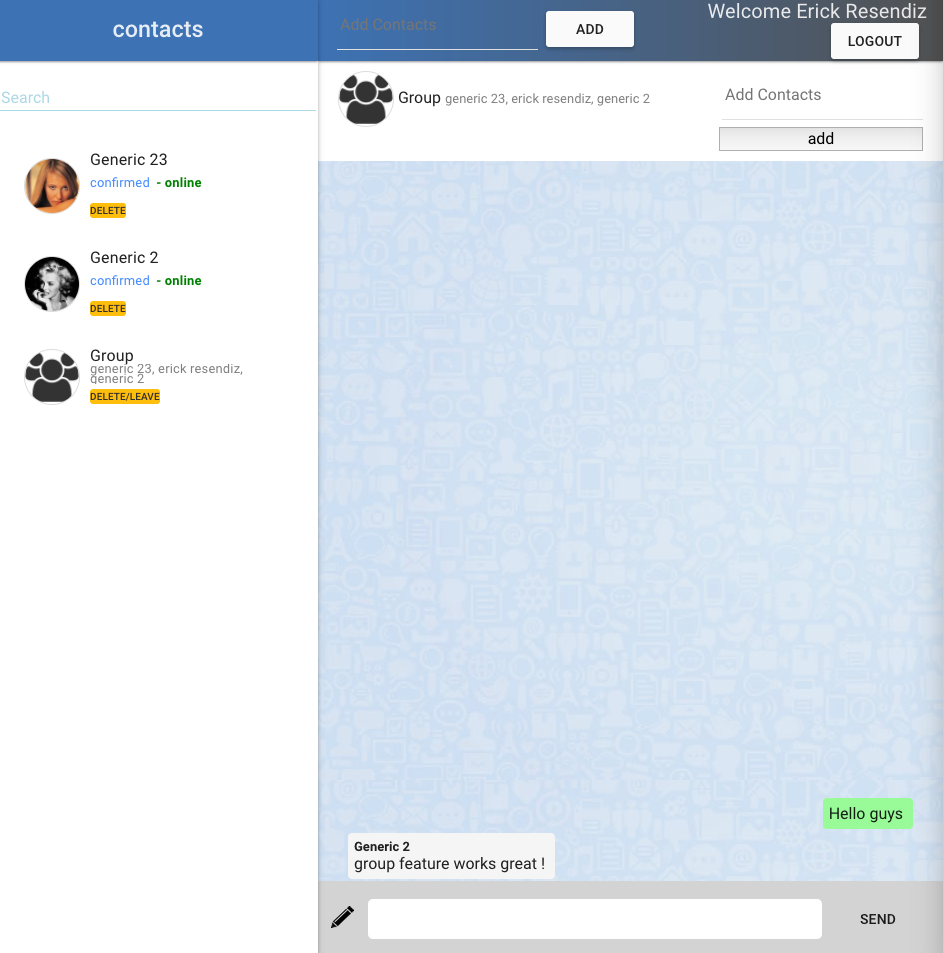 contacts
Add Contacts
ADD
Welcome Erick Resendiz
LOGOUT
Search
Generic 23
confirmed - online
DELETE
Generic 2
confirmed - online
DELETE
Group
generic 23, erick resendiz,
generic 2
DELETE/LEAVE
Group generic 23, erick resendiz, generic 2
Add Contacts
add
Hello guys
Generic 2
group feature works great !
SEND